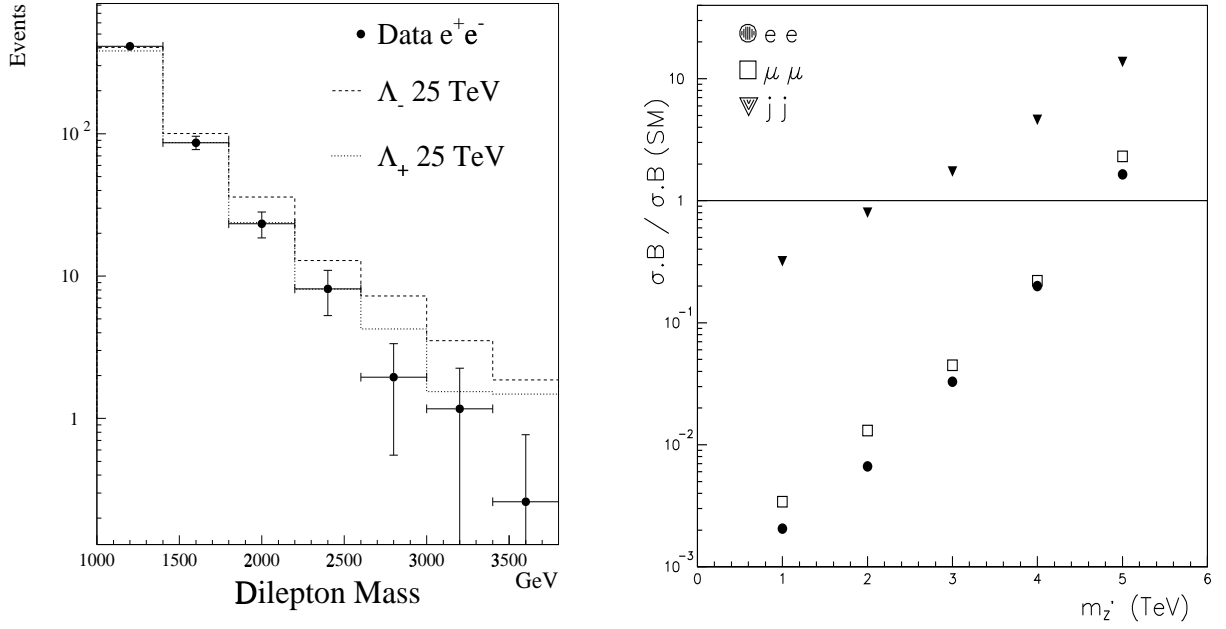 Events
Data e⁺e⁻
Λ₋ 25 TeV
Λ₊ 25 TeV
10²
10
1
1000 1500 2000 2500 3000 3500
GeV
Dilepton Mass
σ.B / σ.B (SM)
e e
μ μ
j j
10
1
10⁻¹
10⁻²
10⁻³
0 1 2 3 4 5 6
m_z' (TeV)